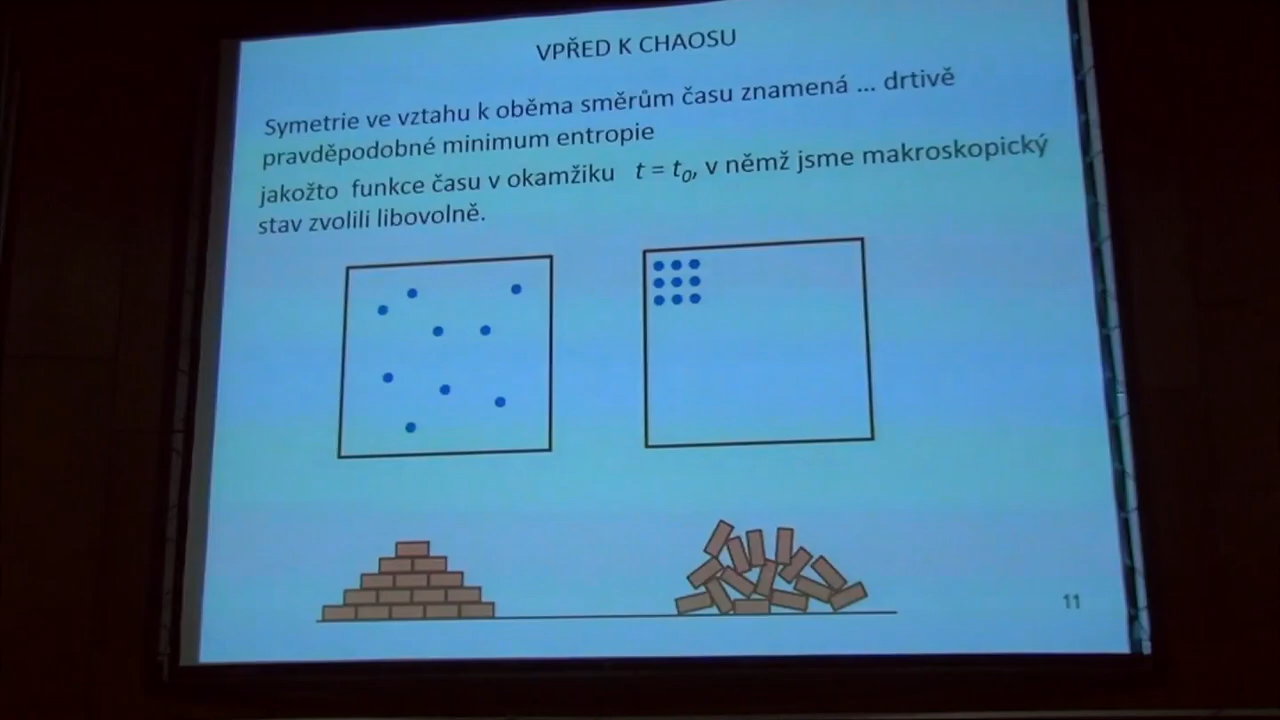 VPŘED K CHAOSU
Symetrie ve vztahu k oběma směrům času znamená ... drtivě
pravděpodobné minimum entropie
jakožto funkce času v okamžiku t = t₀, v němž jsme makroskopický
stav zvolili libovolně.
11